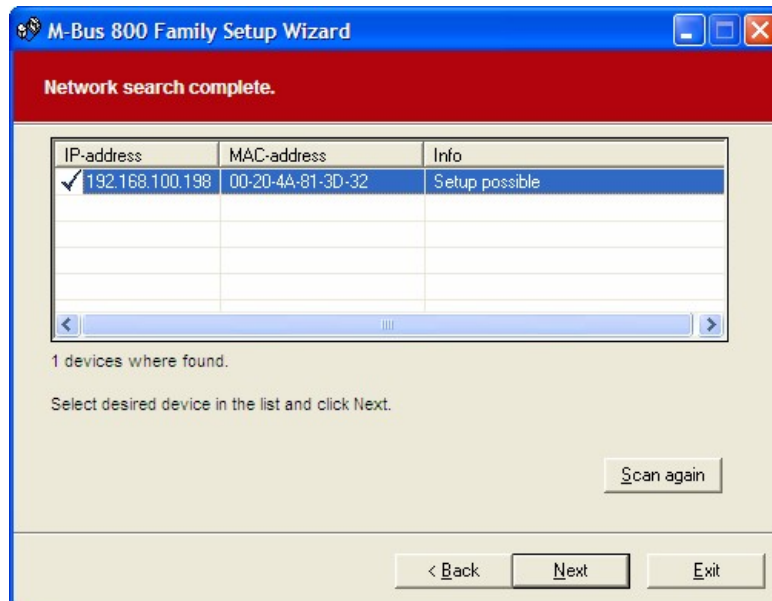 M-Bus 800 Family Setup Wizard
Network search complete.
IP-address MAC-address Info
192.168.100.198 00-20-4A-81-3D-32 Setup possible
1 devices where found.
Select desired device in the list and click Next.
Scan again
< Back Next Exit